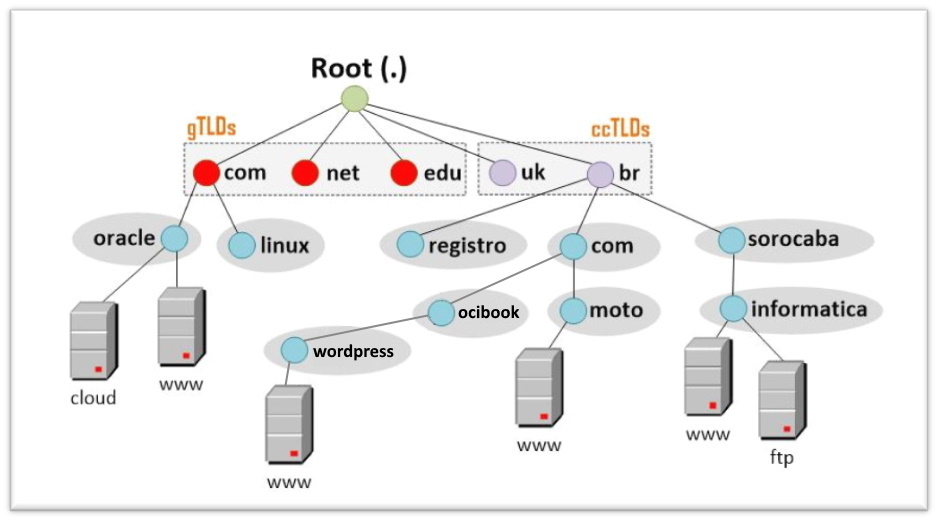 Root (.)
gTLDs
ccTLDs
com
net
edu
uk
br
oracle
linux
registro
com
sorocaba
ocibook
moto
informatica
wordpress
cloud
www
www
www
www
ftp